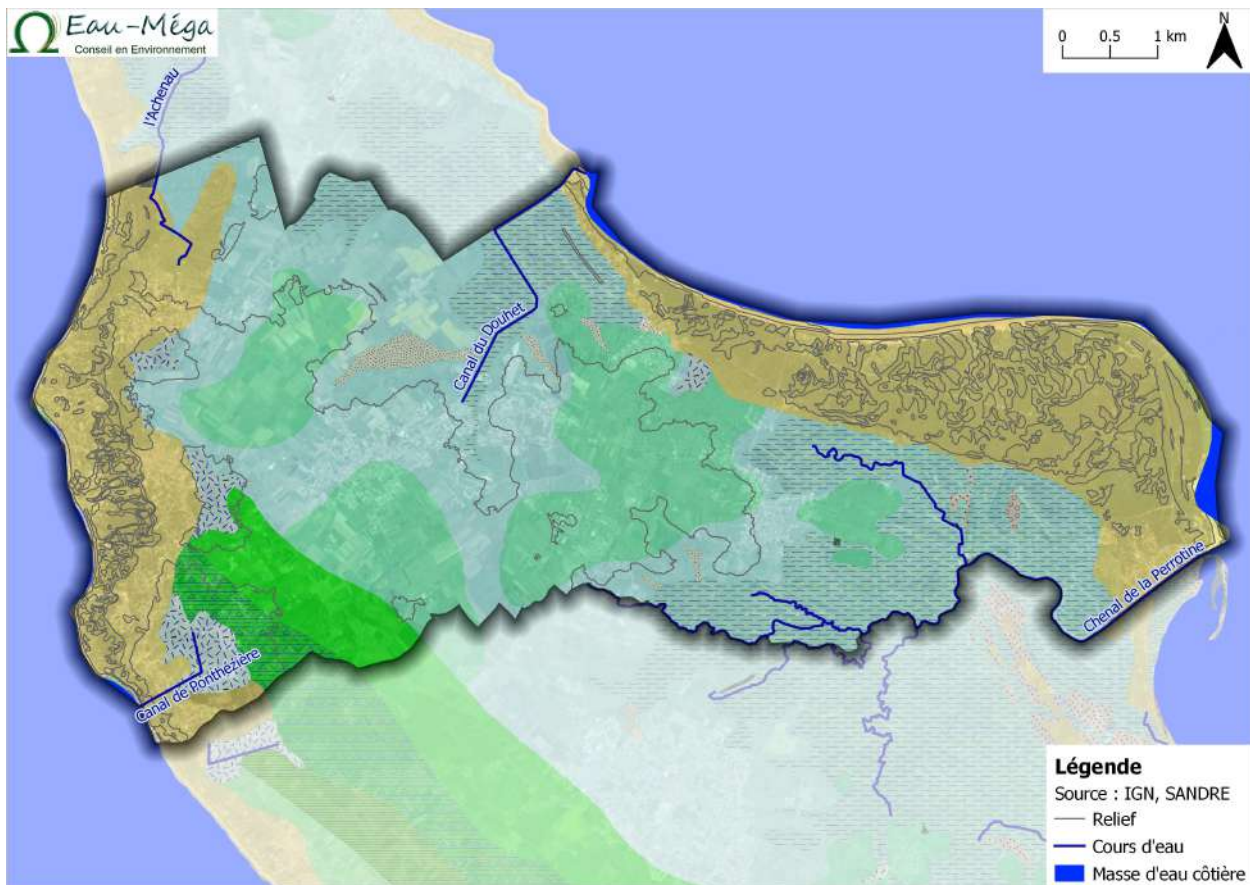 Eau-Méga
Conseil en Environnement
N
0 0.5 1 km
l'Achenau
Canal du Douhet
Chenal de la Perrotine
Canal de Ponthézière
Légende
Source : IGN, SANDRE
Relief
Cours d'eau
Masse d'eau côtière